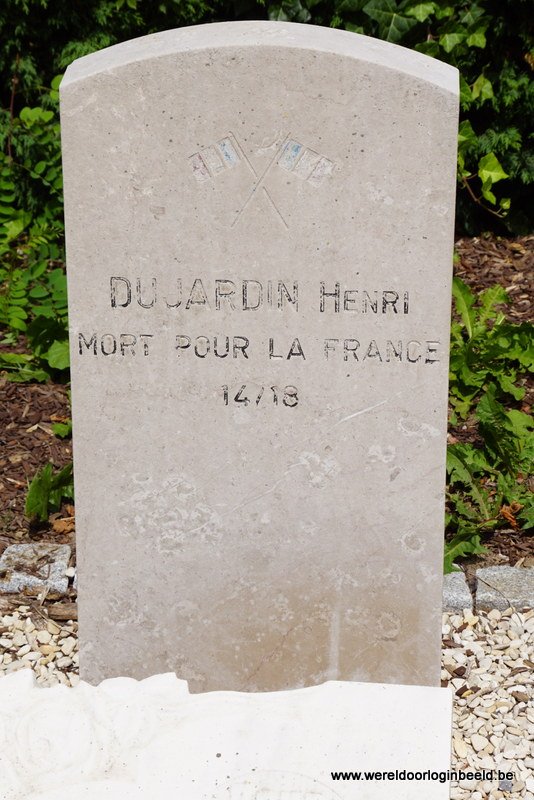 DUJARDIN HENRI
MORT POUR LA FRANCE
14/18
www.wereldoorloginbeeld.be